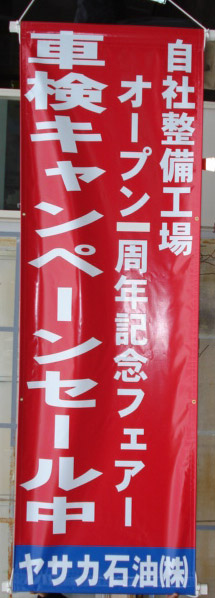 自社整備工場
オープン一周年記念フェアー
車検キャンペーンセール中
ヤサカ石油㈱